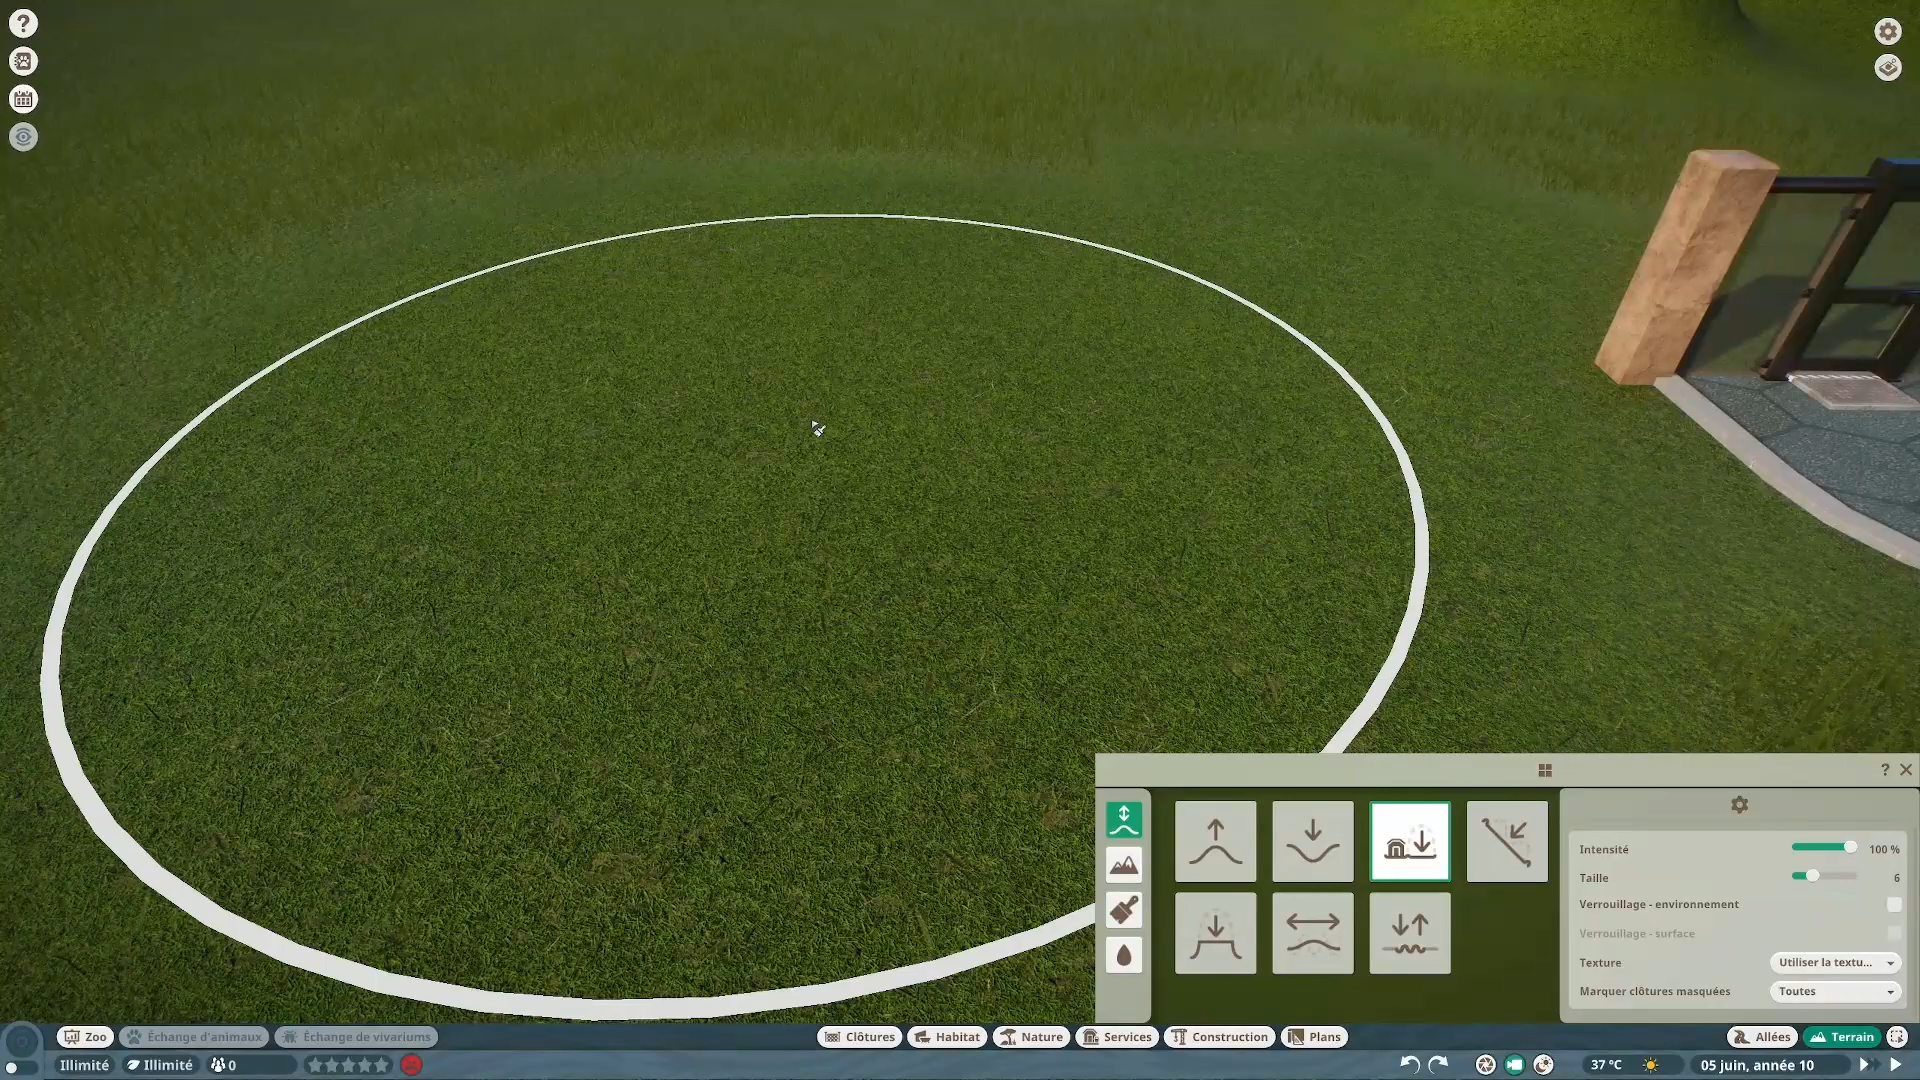 ?
? ✕
Intensité 100 %
Taille 6
Verrouillage - environnement
Verrouillage - surface
Texture Utiliser la textu...
Marquer clôtures masquées Toutes
Zoo Échange d'animaux Échange de vivariums Clôtures Habitat Nature Services Construction Plans Allées Terrain
Illimité Illimité 0 37 °C 05 juin, année 10